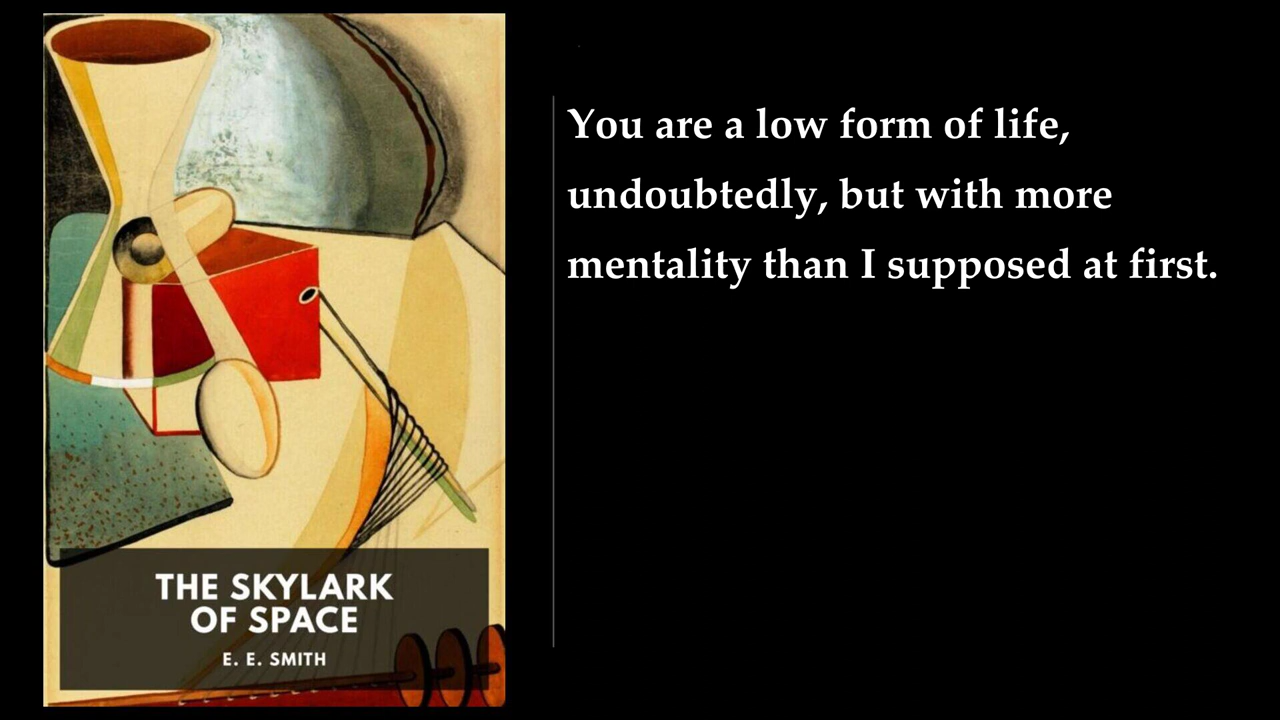 THE SKYLARK
OF SPACE
E. E. SMITH
You are a low form of life,
undoubtedly, but with more
mentality than I supposed at first.